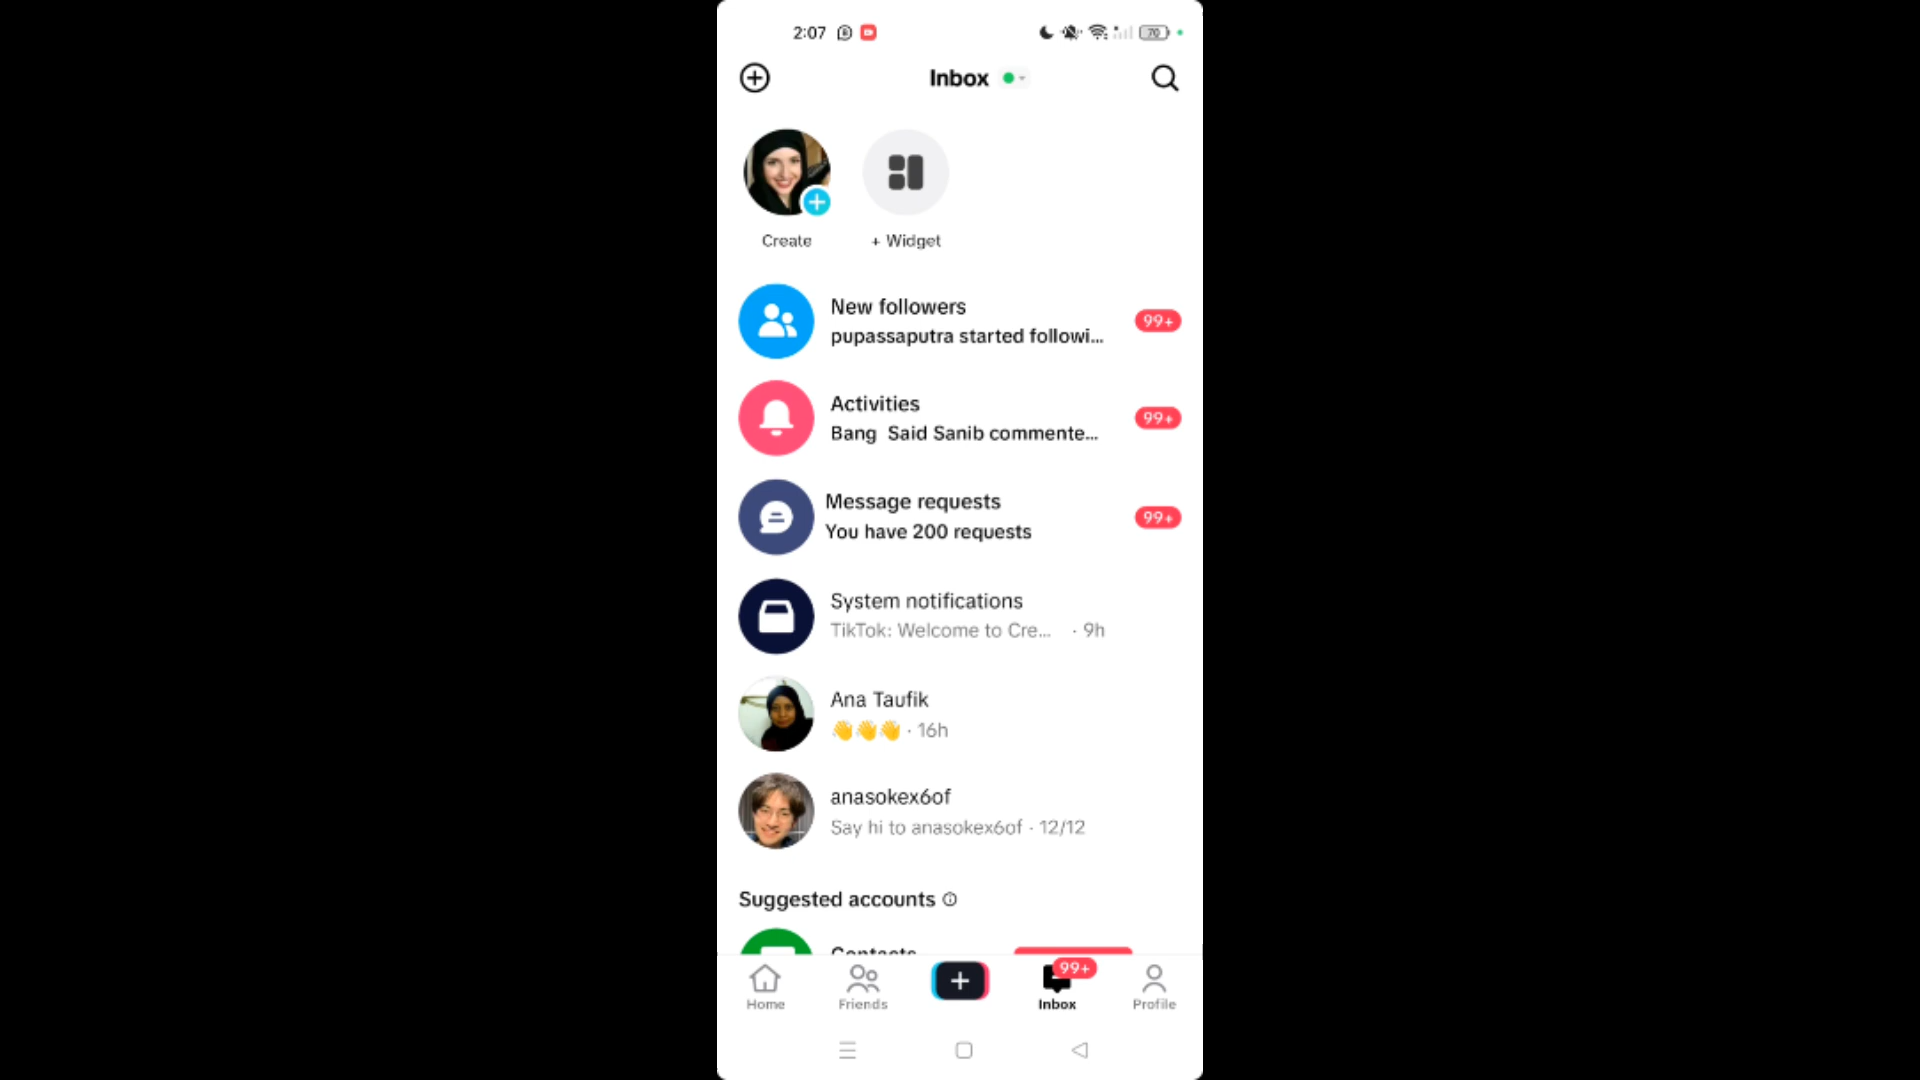 2:07
70
Inbox
Create
+ Widget
New followers
pupassaputra started followi...
99+
Activities
Bang  Said Sanib commente...
99+
Message requests
You have 200 requests
99+
System notifications
TikTok: Welcome to Cre... · 9h
Ana Taufik
👋👋👋 · 16h
anasokex6of
Say hi to anasokex6of · 12/12
Suggested accounts
Contacts
99+
Home
Friends
Inbox
Profile